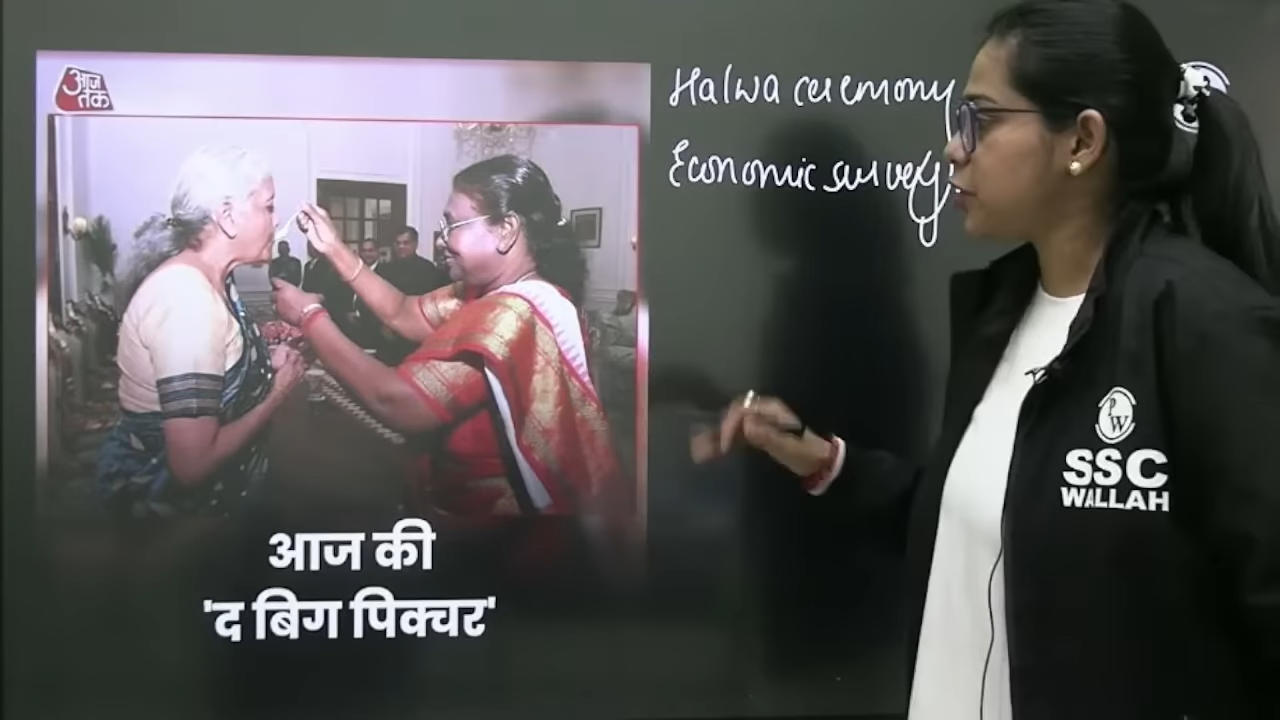 आज
तक
Halwa ceremony
Economic survey:
आज की
'द बिग पिक्चर'
PW
SSC
WALLAH